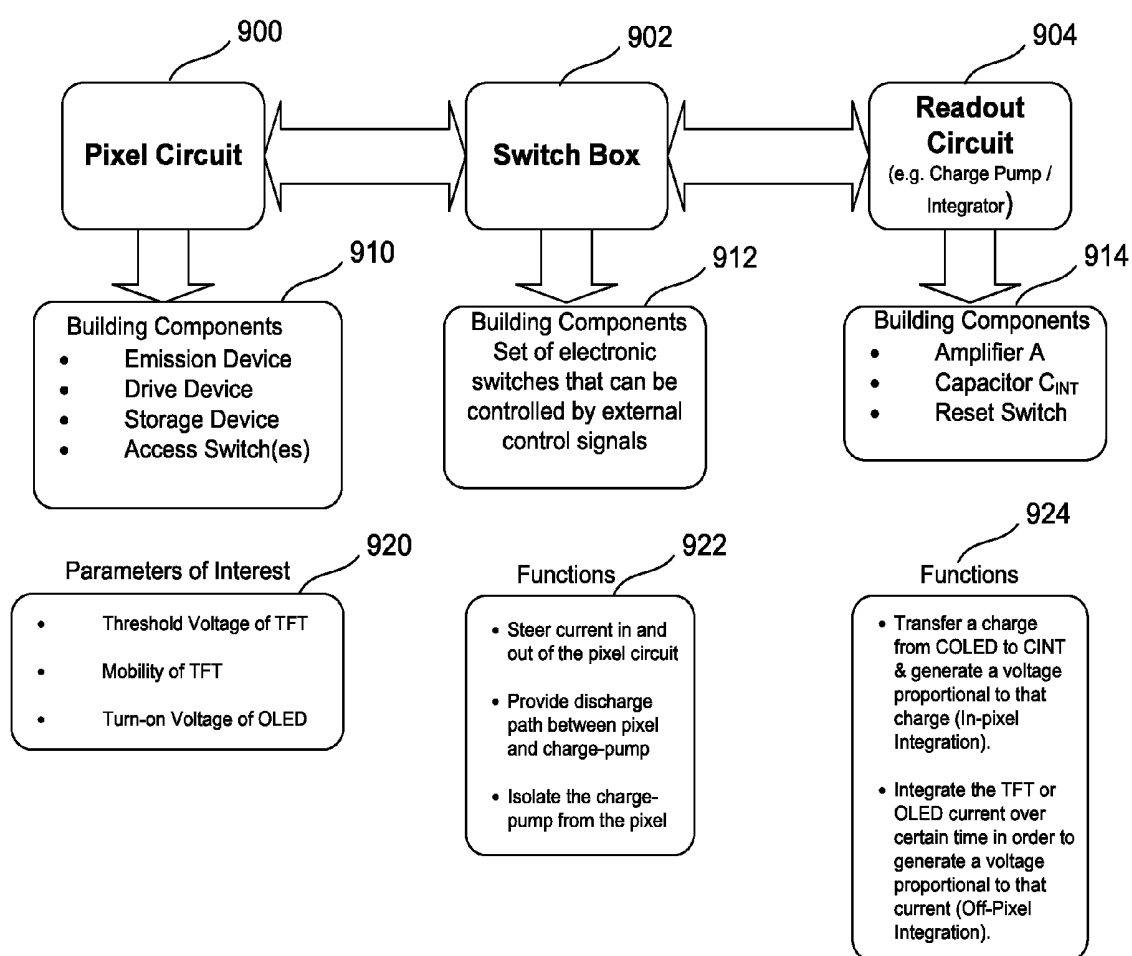 900
902
904
Pixel Circuit
Switch Box
Readout
Circuit
(e.g. Charge Pump /
Integrator)
910
912
914
Building Components
• Emission Device
• Drive Device
• Storage Device
• Access Switch(es)
Building Components
Set of electronic
switches that can be
controlled by external
control signals
Building Components
• Amplifier A
• Capacitor CINT
• Reset Switch
920
922
924
Parameters of Interest
• Threshold Voltage of TFT
• Mobility of TFT
• Turn-on Voltage of OLED
Functions
• Steer current in and
out of the pixel circuit
• Provide discharge
path between pixel
and charge-pump
• Isolate the charge-
pump from the pixel
Functions
• Transfer a charge
from COLED to CINT
& generate a voltage
proportional to that
charge (In-pixel
Integration).
• Integrate the TFT or
OLED current over
certain time in order to
generate a voltage
proportional to that
current (Off-Pixel
Integration).